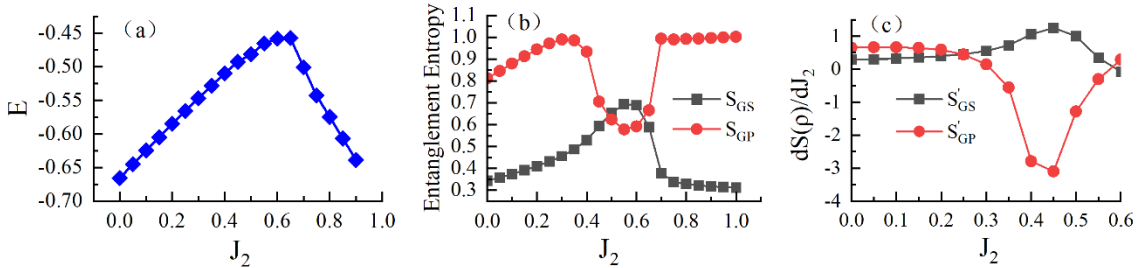 (a)
E
-0.45
-0.50
-0.55
-0.60
-0.65
-0.70
0.0 0.2 0.4 0.6 0.8 1.0
J2
(b)
Entanglement Entropy
1.1
1.0
0.9
0.8
0.7
0.6
0.5
0.4
0.3
SGS
SGP
0.0 0.2 0.4 0.6 0.8 1.0
J2
(c)
dS(ρ)/dJ2
1
0
-1
-2
-3
-4
S'GS
S'GP
0.0 0.1 0.2 0.3 0.4 0.5 0.6
J2